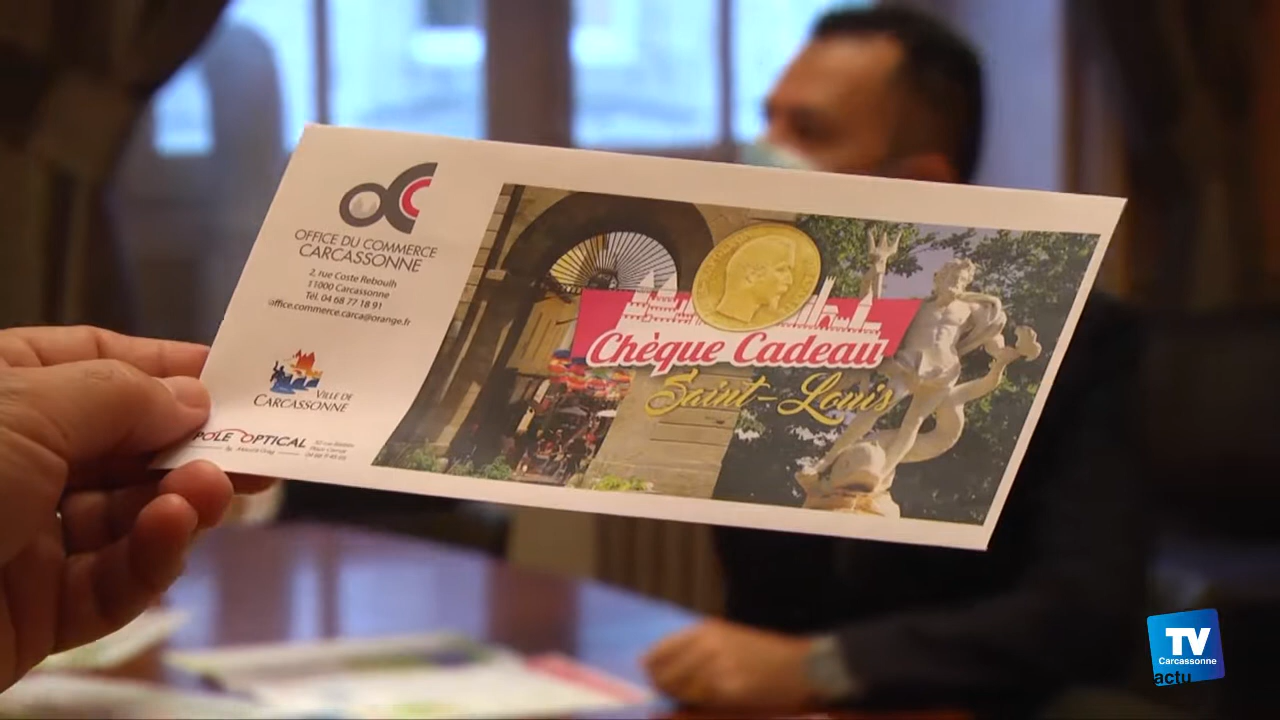 OFFICE DU COMMERCE
CARCASSONNE
2, rue Coste Reboulh
11000 Carcassonne
Tél. 04 68 77 18 91
office.commerce.carca@orange.fr
VILLE DE
CARCASSONNE
POLE OPTICAL
Chèque Cadeau
Saint-Louis
TV
Carcassonne
actu